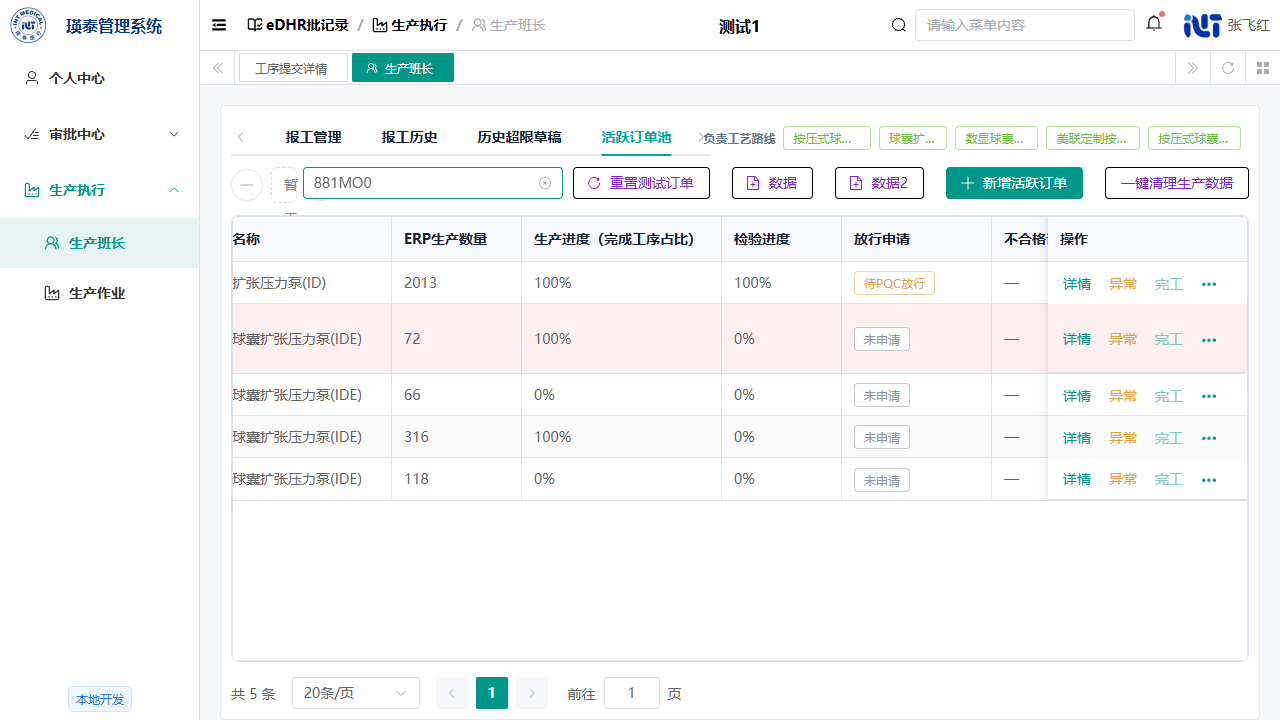 瑛泰管理系统
eDHR批记录 / 生产执行 / 生产班长
测试1
请输入菜单内容
张飞红
个人中心
审批中心
生产执行
生产班长
生产作业
本地开发
工序提交详情
生产班长
报工管理
报工历史
历史超限草稿
活跃订单池
负责工艺路线
按压式球...
球囊扩...
数显球囊...
美联定制按...
按压式球囊...
暂
881MO0
重置测试订单
数据
数据2
新增活跃订单
一键清理生产数据
名称 ERP生产数量 生产进度（完成工序占比） 检验进度 放行申请 不合格 操作
扩张压力泵(ID) 2013 100% 100% 待PQC放行 — 详情 异常 完工 •••
球囊扩张压力泵(IDE) 72 100% 0% 未申请 — 详情 异常 完工 •••
球囊扩张压力泵(IDE) 66 0% 0% 未申请 — 详情 异常 完工 •••
球囊扩张压力泵(IDE) 316 100% 0% 未申请 — 详情 异常 完工 •••
球囊扩张压力泵(IDE) 118 0% 0% 未申请 — 详情 异常 完工 •••
共 5 条 20条/页 1 前往 1 页